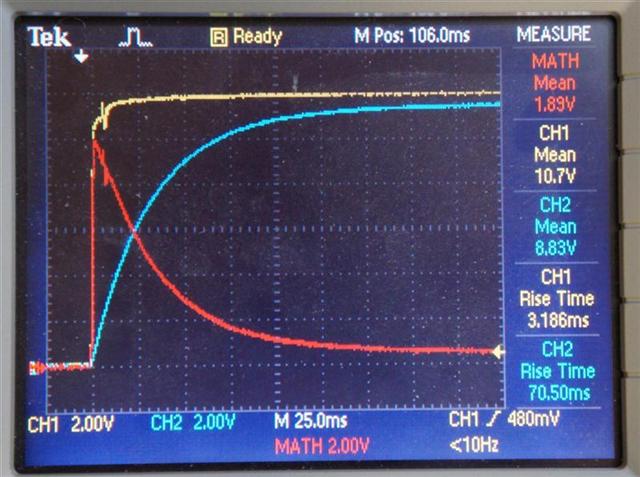 Tek R Ready M Pos: 106.0ms MEASURE
MATH
Mean
1.89V
CH1
Mean
10.7V
CH2
Mean
8.83V
CH1
Rise Time
3.186ms
CH2
Rise Time
70.50ms
CH1 2.00V CH2 2.00V M 25.0ms CH1 480mV
MATH 2.00V <10Hz